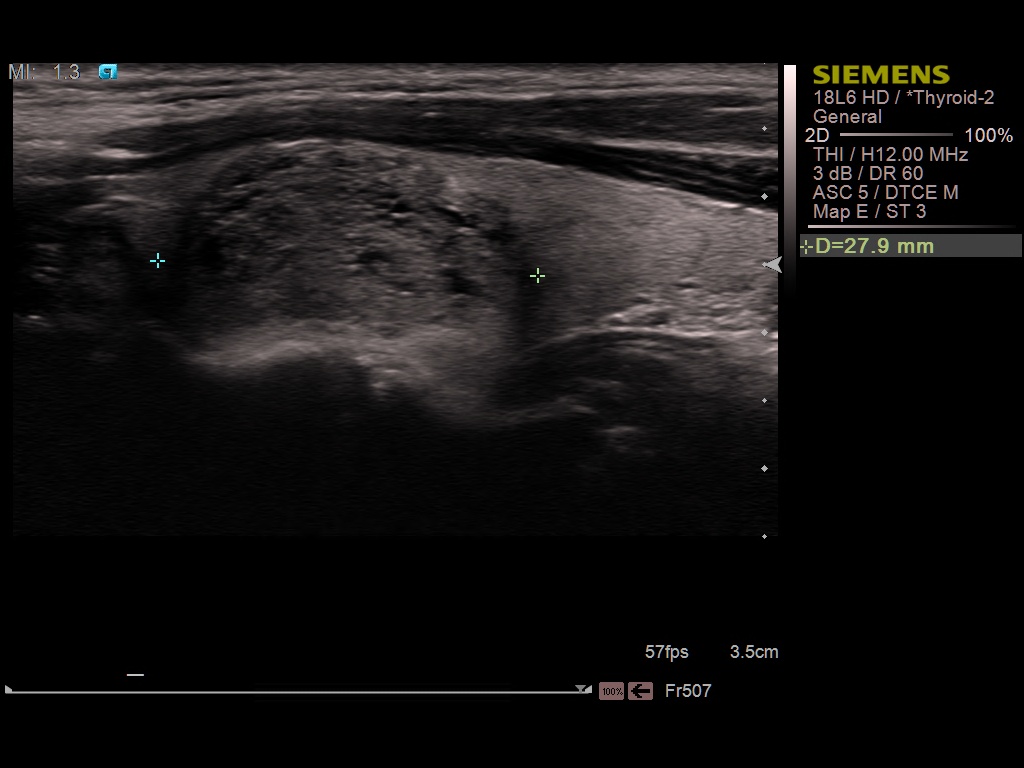 MI: 1.3
SIEMENS
18L6 HD / *Thyroid-2
General
2D 100%
THI / H12.00 MHz
3 dB / DR 60
ASC 5 / DTCE M
Map E / ST 3
D=27.9 mm
57fps 3.5cm
100% Fr507